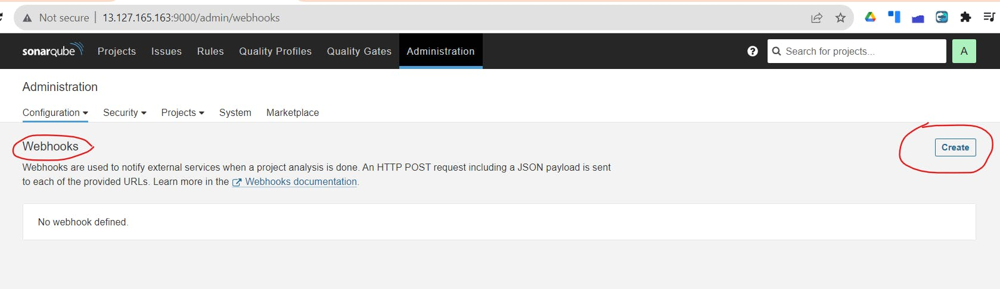 Not secure | 13.127.165.163:9000/admin/webhooks
sonarqube Projects Issues Rules Quality Profiles Quality Gates Administration ? Search for projects... A
Administration
Configuration Security Projects System Marketplace
Webhooks Create
Webhooks are used to notify external services when a project analysis is done. An HTTP POST request including a JSON payload is sent
to each of the provided URLs. Learn more in the Webhooks documentation.
No webhook defined.